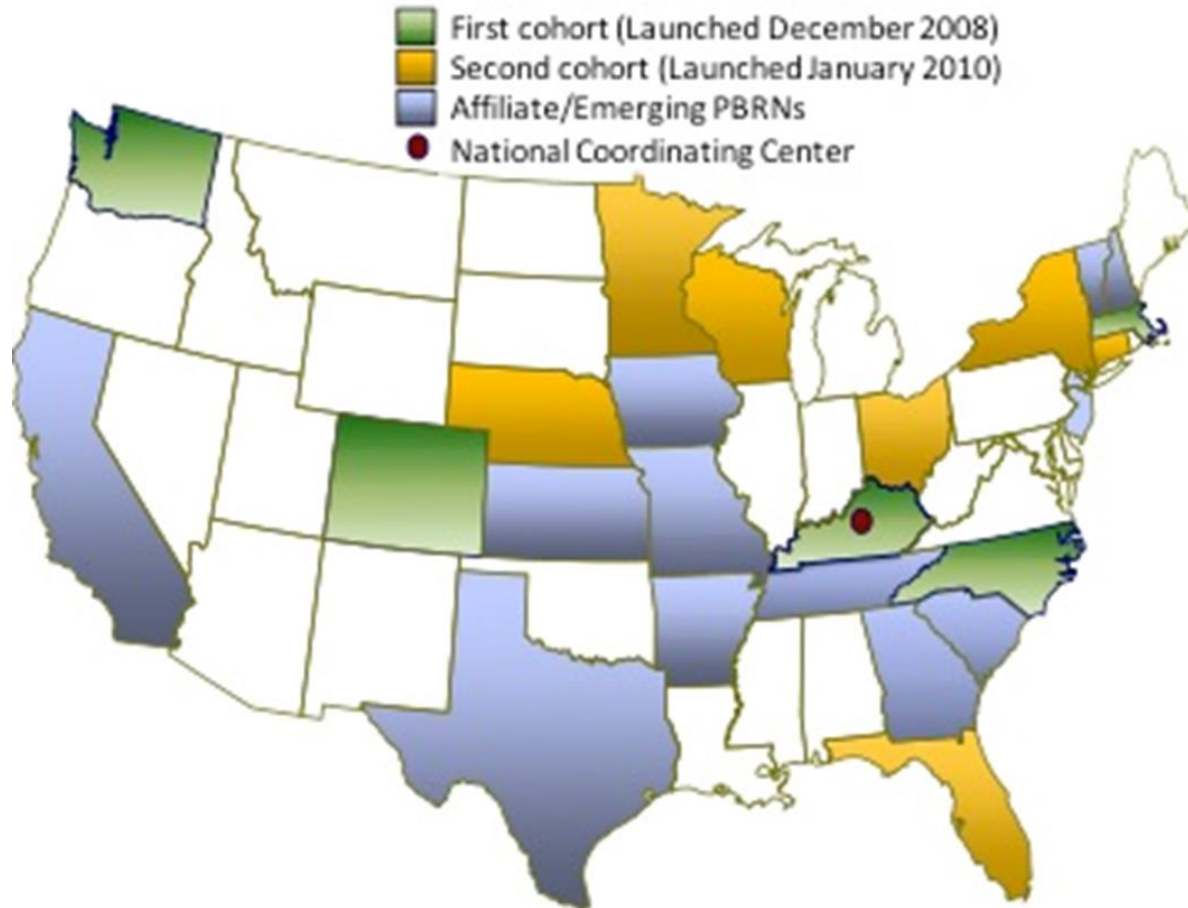 First cohort (Launched December 2008)
Second cohort (Launched January 2010)
Affiliate/Emerging PBRNs
National Coordinating Center